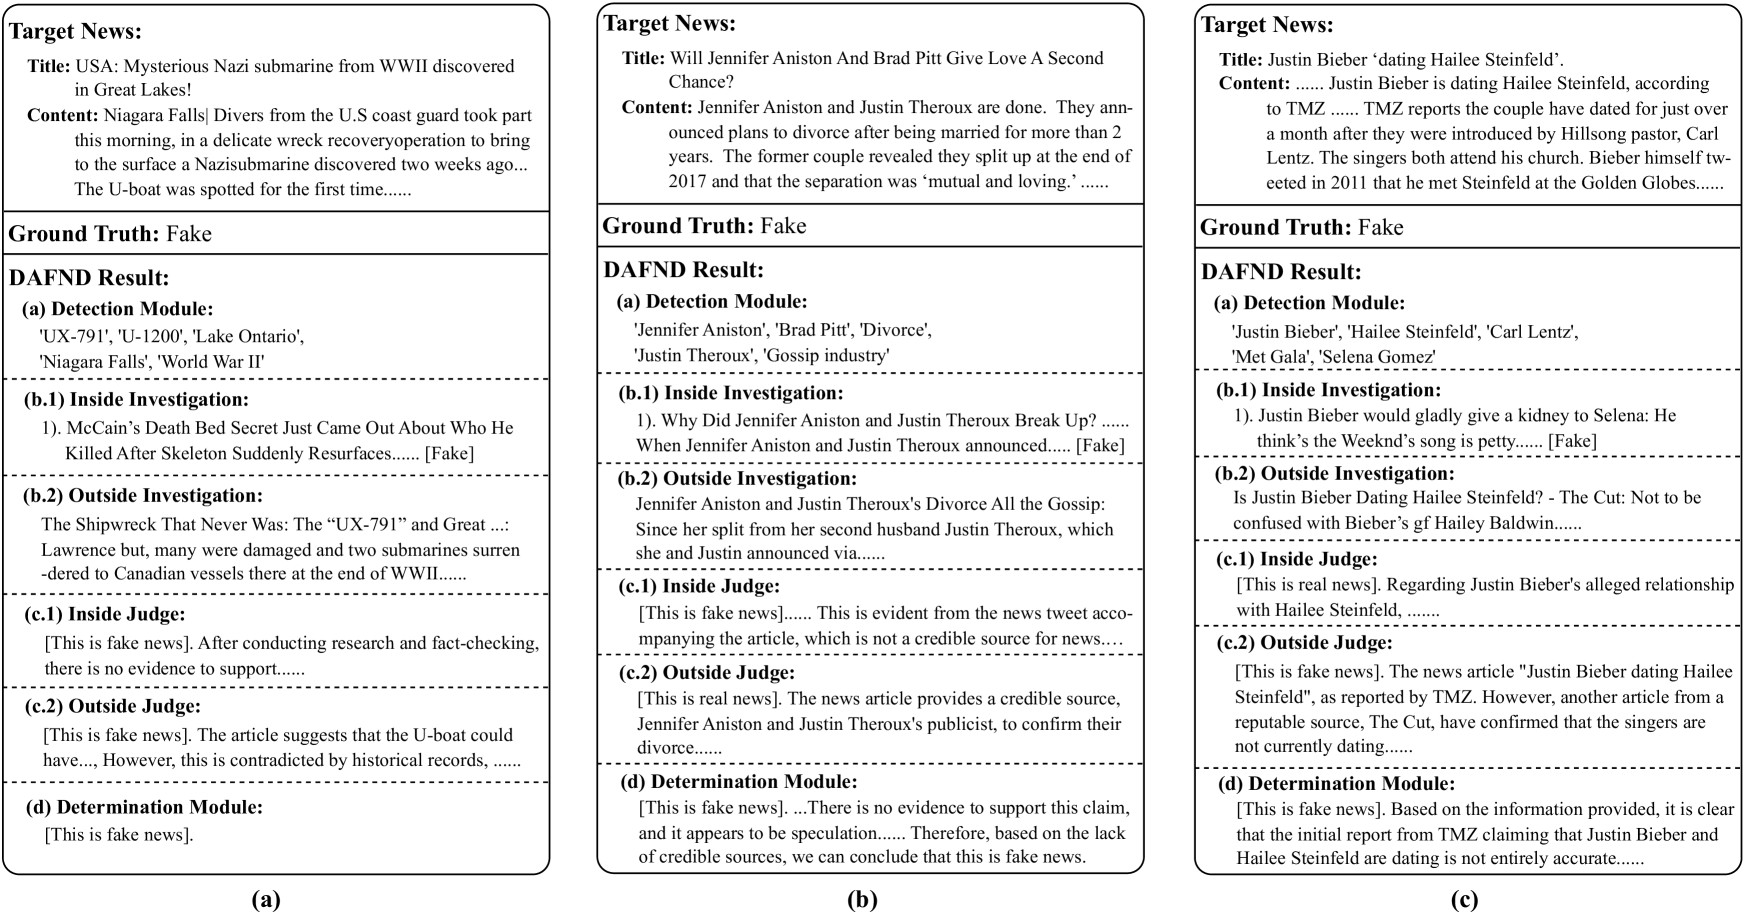 Target News:
Title: USA: Mysterious Nazi submarine from WWII discovered
in Great Lakes!
Content: Niagara Falls| Divers from the U.S coast guard took part
this morning, in a delicate wreck recoveryoperation to bring
to the surface a Nazisubmarine discovered two weeks ago...
The U-boat was spotted for the first time......
Ground Truth: Fake
DAFND Result:
(a) Detection Module:
'UX-791', 'U-1200', 'Lake Ontario',
'Niagara Falls', 'World War II'
(b.1) Inside Investigation:
1). McCain's Death Bed Secret Just Came Out About Who He
Killed After Skeleton Suddenly Resurfaces...... [Fake]
(b.2) Outside Investigation:
The Shipwreck That Never Was: The “UX-791” and Great ...:
Lawrence but, many were damaged and two submarines surren
-dered to Canadian vessels there at the end of WWII......
(c.1) Inside Judge:
[This is fake news]. After conducting research and fact-checking,
there is no evidence to support......
(c.2) Outside Judge:
[This is fake news]. The article suggests that the U-boat could
have..., However, this is contradicted by historical records, ......
(d) Determination Module:
[This is fake news].
(a)
Target News:
Title: Will Jennifer Aniston And Brad Pitt Give Love A Second
Chance?
Content: Jennifer Aniston and Justin Theroux are done. They ann-
ounced plans to divorce after being married for more than 2
years. The former couple revealed they split up at the end of
2017 and that the separation was ‘mutual and loving.’ ......
Ground Truth: Fake
DAFND Result:
(a) Detection Module:
'Jennifer Aniston', 'Brad Pitt', 'Divorce',
'Justin Theroux', 'Gossip industry'
(b.1) Inside Investigation:
1). Why Did Jennifer Aniston and Justin Theroux Break Up? ......
When Jennifer Aniston and Justin Theroux announced..... [Fake]
(b.2) Outside Investigation:
Jennifer Aniston and Justin Theroux's Divorce All the Gossip:
Since her split from her second husband Justin Theroux, which
she and Justin announced via......
(c.1) Inside Judge:
[This is fake news]...... This is evident from the news tweet acco-
mpanying the article, which is not a credible source for news.…
(c.2) Outside Judge:
[This is real news]. The news article provides a credible source,
Jennifer Aniston and Justin Theroux's publicist, to confirm their
divorce......
(d) Determination Module:
[This is fake news]. ...There is no evidence to support this claim,
and it appears to be speculation...... Therefore, based on the lack
of credible sources, we can conclude that this is fake news.
(b)
Target News:
Title: Justin Bieber ‘dating Hailee Steinfeld’.
Content: ...... Justin Bieber is dating Hailee Steinfeld, according
to TMZ ...... TMZ reports the couple have dated for just over
a month after they were introduced by Hillsong pastor, Carl
Lentz. The singers both attend his church. Bieber himself tw-
eeted in 2011 that he met Steinfeld at the Golden Globes......
Ground Truth: Fake
DAFND Result:
(a) Detection Module:
'Justin Bieber', 'Hailee Steinfeld', 'Carl Lentz',
'Met Gala', 'Selena Gomez'
(b.1) Inside Investigation:
1). Justin Bieber would gladly give a kidney to Selena: He
think’s the Weeknd’s song is petty...... [Fake]
(b.2) Outside Investigation:
Is Justin Bieber Dating Hailee Steinfeld? - The Cut: Not to be
confused with Bieber’s gf Hailey Baldwin......
(c.1) Inside Judge:
[This is real news]. Regarding Justin Bieber's alleged relationship
with Hailee Steinfeld, .......
(c.2) Outside Judge:
[This is fake news]. The news article "Justin Bieber dating Hailee
Steinfeld", as reported by TMZ. However, another article from a
reputable source, The Cut, have confirmed that the singers are
not currently dating......
(d) Determination Module:
[This is fake news]. Based on the information provided, it is clear
that the initial report from TMZ claiming that Justin Bieber and
Hailee Steinfeld are dating is not entirely accurate......
(c)